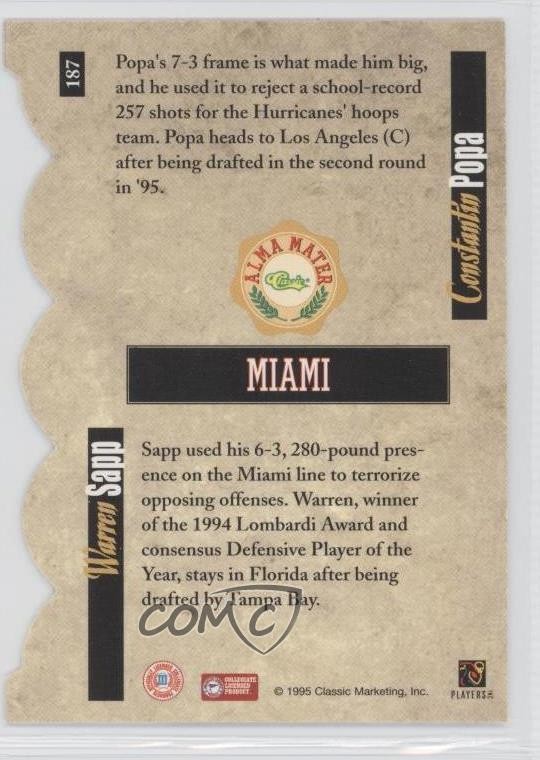 187
Popa's 7-3 frame is what made him big,
and he used it to reject a school-record
257 shots for the Hurricanes' hoops
team. Popa heads to Los Angeles (C)
after being drafted in the second round
in '95.
Constantin Popa
ALMA MATER
Classic
MIAMI
Warren Sapp
Sapp used his 6-3, 280-pound pres-
ence on the Miami line to terrorize
opposing offenses. Warren, winner
of the 1994 Lombardi Award and
consensus Defensive Player of the
Year, stays in Florida after being
drafted by Tampa Bay.
COMC
COLLEGIATE
LICENSED
PRODUCT
© 1995 Classic Marketing, Inc.
PLAYERS